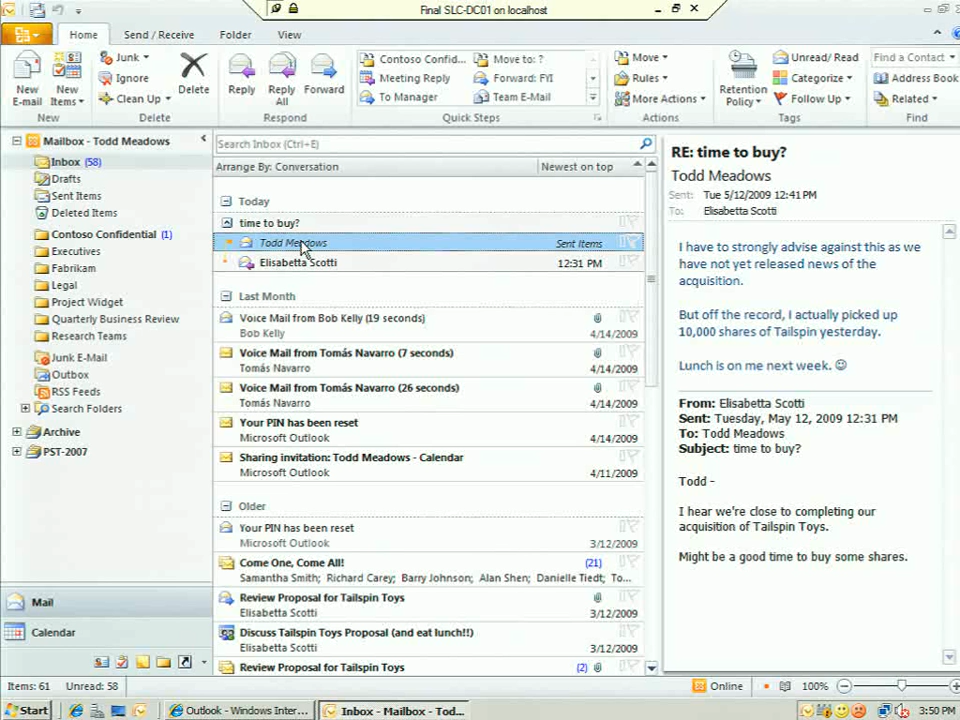 Final SLC-DC01 on localhost
Home
Send / Receive
Folder
View
New E-mail
New Items
New
Junk
Ignore
Clean Up
Delete
Delete
Reply
Reply All
Forward
Respond
Contoso Confid...
Meeting Reply
To Manager
Move to: ?
Forward: FYI
Team E-Mail
Quick Steps
Move
Rules
More Actions
Actions
Retention Policy
Unread/ Read
Categorize
Follow Up
Tags
Find a Contact
Address Book
Related
Find
Mailbox - Todd Meadows
Inbox (58)
Drafts
Sent Items
Deleted Items
Contoso Confidential (1)
Executives
Fabrikam
Legal
Project Widget
Quarterly Business Review
Research Teams
Junk E-Mail
Outbox
RSS Feeds
Search Folders
Archive
PST-2007
Mail
Calendar
Search Inbox (Ctrl+E)
Arrange By: Conversation
Newest on top
Today
time to buy?
Todd Meadows Sent Items
Elisabetta Scotti 12:31 PM
Last Month
Voice Mail from Bob Kelly (19 seconds)
Bob Kelly 4/14/2009
Voice Mail from Tomás Navarro (7 seconds)
Tomás Navarro 4/14/2009
Voice Mail from Tomás Navarro (26 seconds)
Tomás Navarro 4/14/2009
Your PIN has been reset
Microsoft Outlook 4/14/2009
Sharing invitation: Todd Meadows - Calendar
Microsoft Outlook 4/11/2009
Older
Your PIN has been reset
Microsoft Outlook 3/12/2009
Come One, Come All! (21)
Samantha Smith; Richard Carey; Barry Johnson; Alan Shen; Danielle Tiedt; To...
Review Proposal for Tailspin Toys
Elisabetta Scotti 3/12/2009
Discuss Tailspin Toys Proposal (and eat lunch!!)
Elisabetta Scotti 3/12/2009
Review Proposal for Tailspin Toys (2)
RE: time to buy?
Todd Meadows
Sent: Tue 5/12/2009 12:41 PM
To: Elisabetta Scotti
I have to strongly advise against this as we
have not yet released news of the
acquisition.
But off the record, I actually picked up
10,000 shares of Tailspin yesterday.
Lunch is on me next week. ☺
From: Elisabetta Scotti
Sent: Tuesday, May 12, 2009 12:31 PM
To: Todd Meadows
Subject: time to buy?
Todd -
I hear we're close to completing our
acquisition of Tailspin Toys.
Might be a good time to buy some shares.
Items: 61 Unread: 58
Online
100%
Start
Outlook - Windows Inter...
Inbox - Mailbox - Tod...
3:50 PM